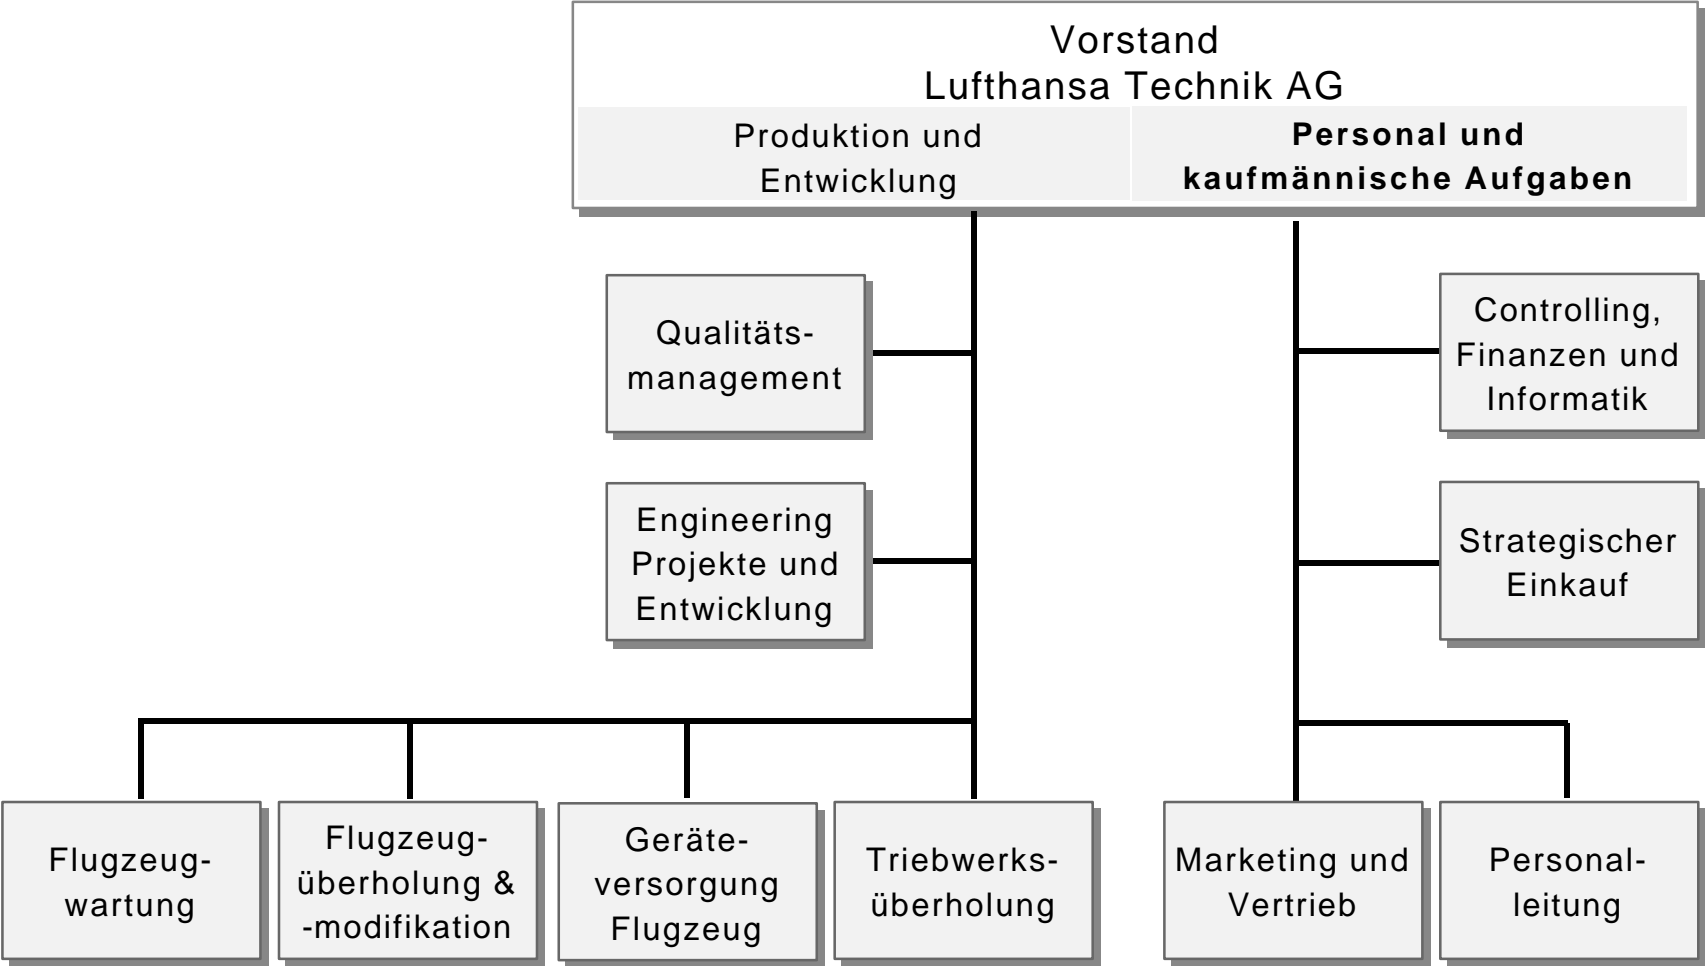 Vorstand
Lufthansa Technik AG
Produktion und
Entwicklung
Personal und
kaufmännische Aufgaben
Qualitäts-
management
Controlling,
Finanzen und
Informatik
Engineering
Projekte und
Entwicklung
Strategischer
Einkauf
Flugzeug-
wartung
Flugzeug-
überholung &
-modifikation
Geräte-
versorgung
Flugzeug
Triebwerks-
überholung
Marketing und
Vertrieb
Personal-
leitung